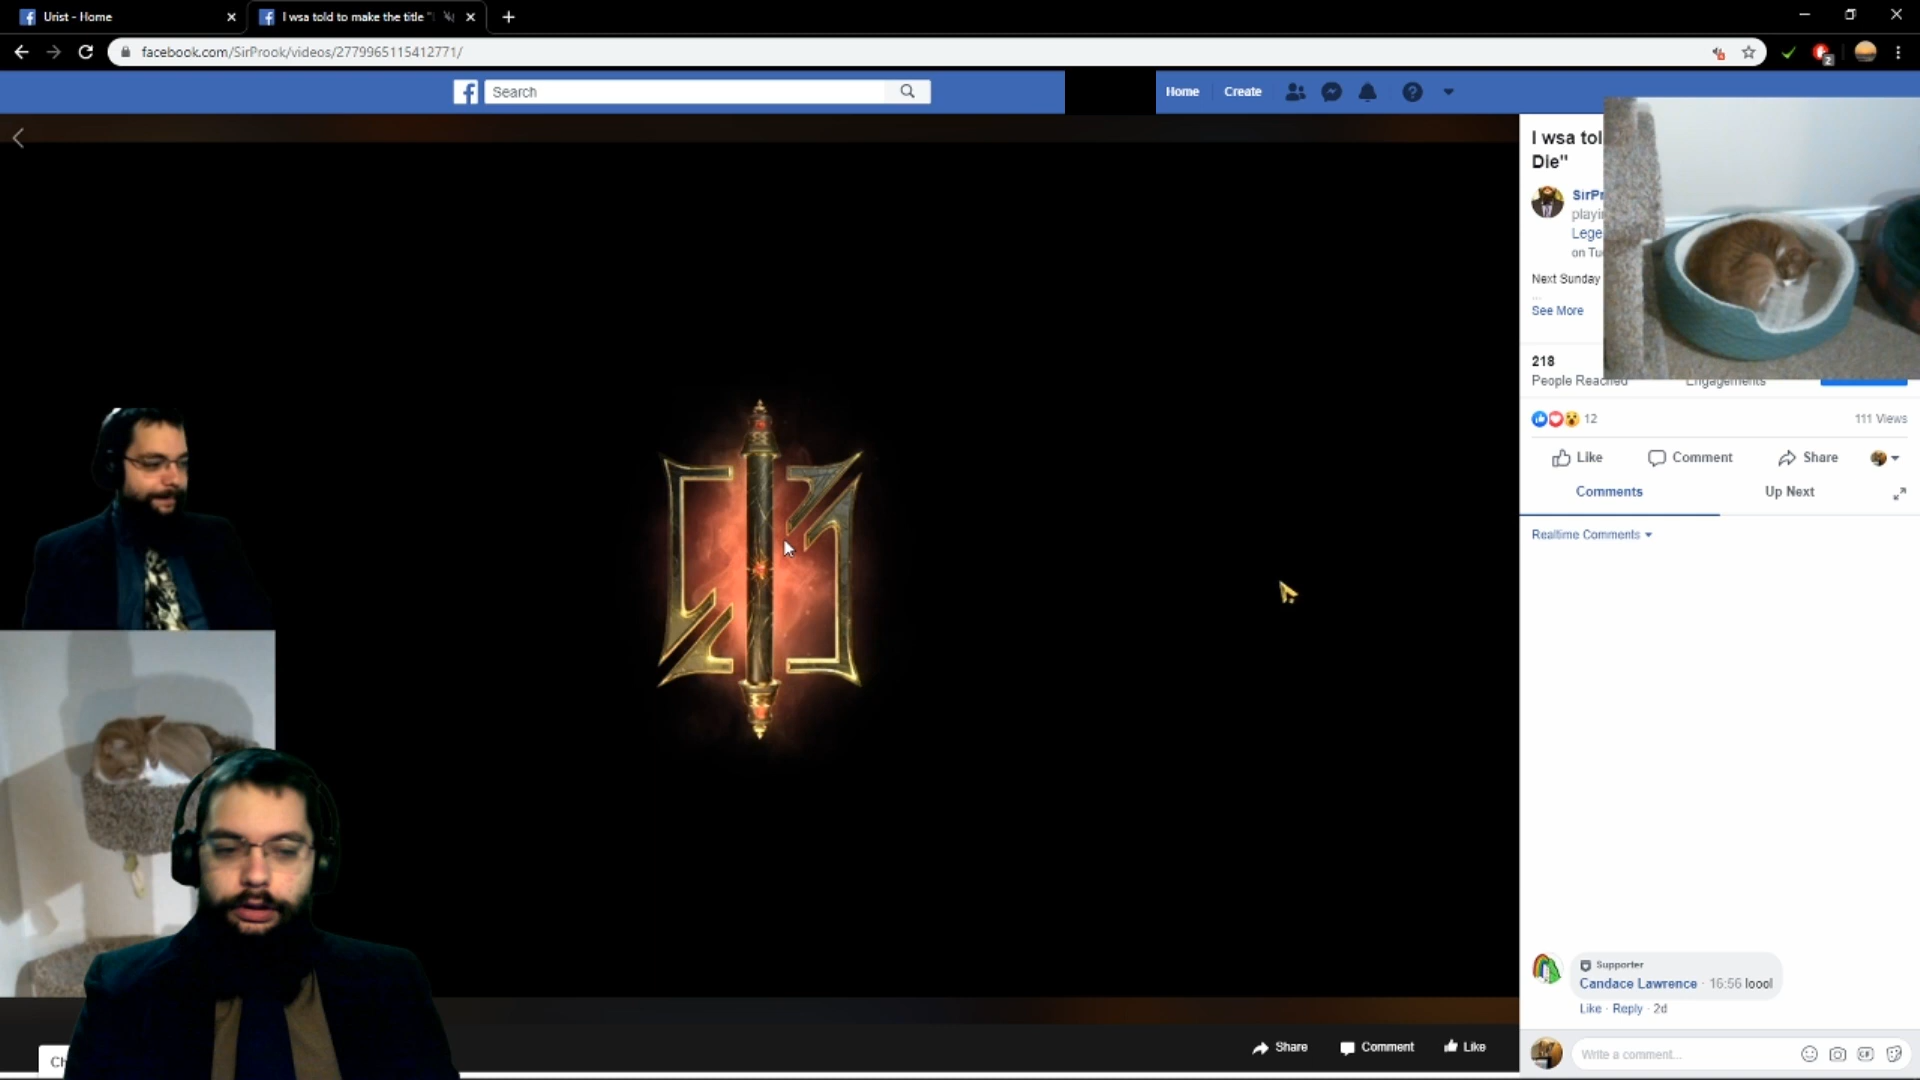 Urist - Home
I wsa told to make the title "
facebook.com/SirProok/videos/2779965115412771/
2
Search
Home
Create
I wsa tol
Die"
SirPr
playi
Lege
on Tu
Next Sunday
...
See More
218
People Reached
Engagements
12
111 Views
Like
Comment
Share
Comments
Up Next
Realtime Comments
Supporter
Candace Lawrence · 16:56 loool
Like · Reply · 2d
Share
Comment
Like
Ch
Write a comment...